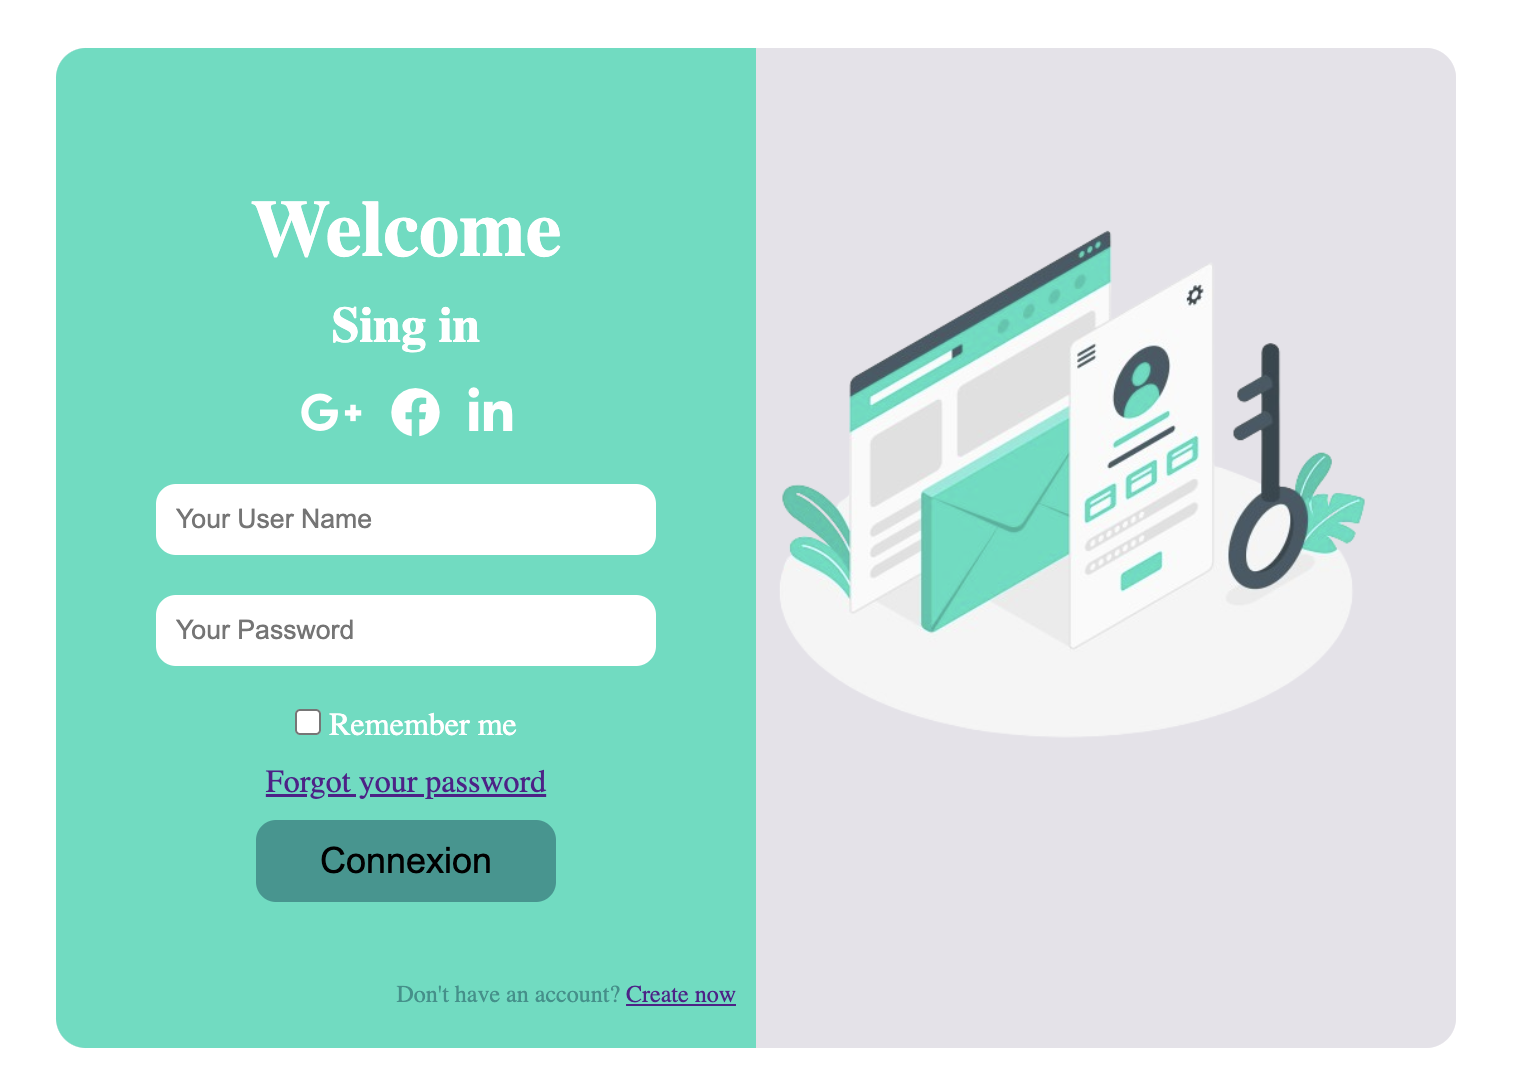 Welcome
Sing in
G+ in
Your User Name
Your Password
Remember me
Forgot your password
Connexion
Don't have an account? Create now